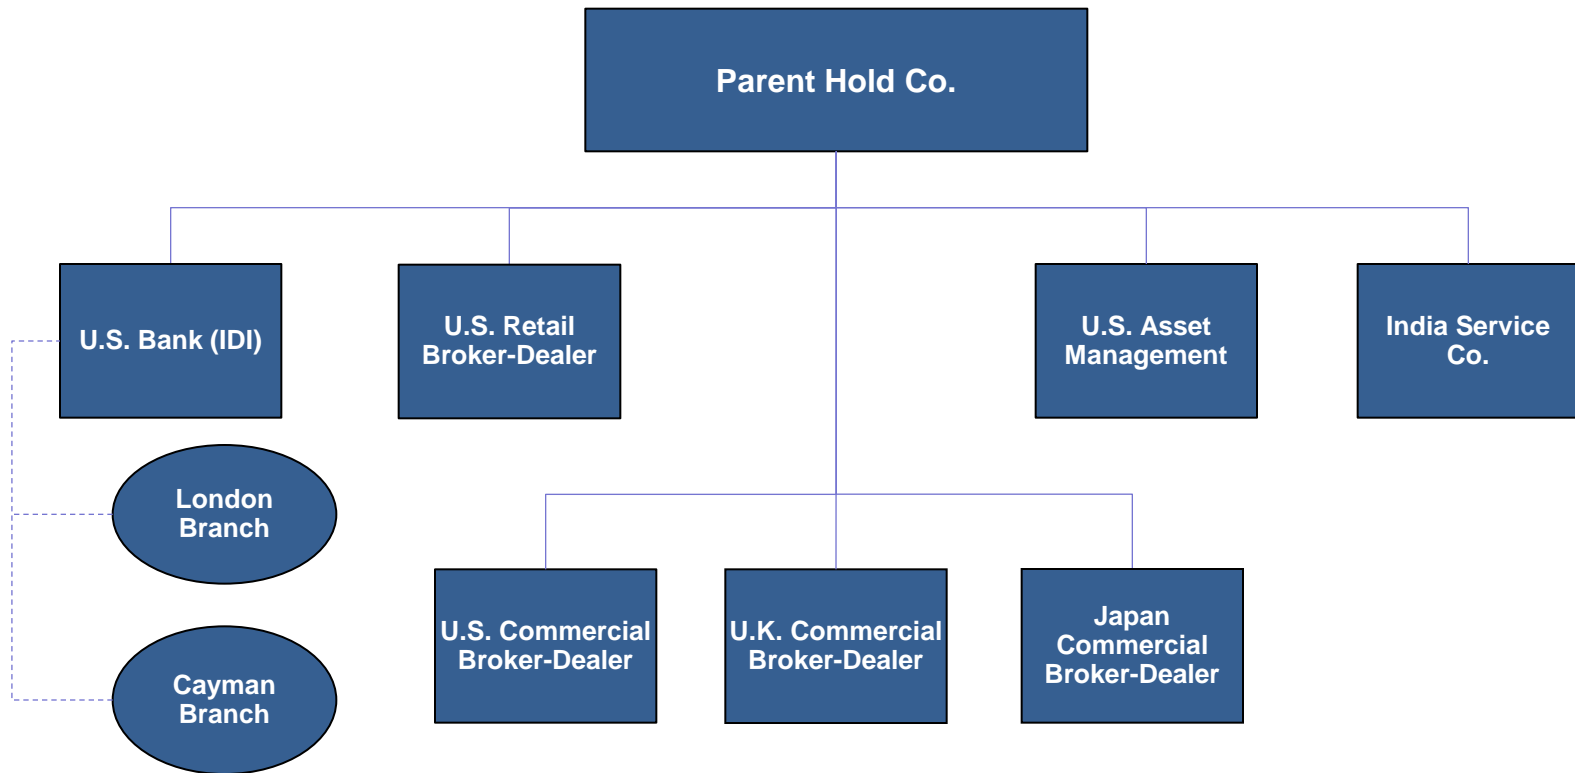 Parent Hold Co.
U.S. Bank (IDI)
U.S. Retail
Broker-Dealer
U.S. Asset
Management
India Service
Co.
London
Branch
Cayman
Branch
U.S. Commercial
Broker-Dealer
U.K. Commercial
Broker-Dealer
Japan
Commercial
Broker-Dealer